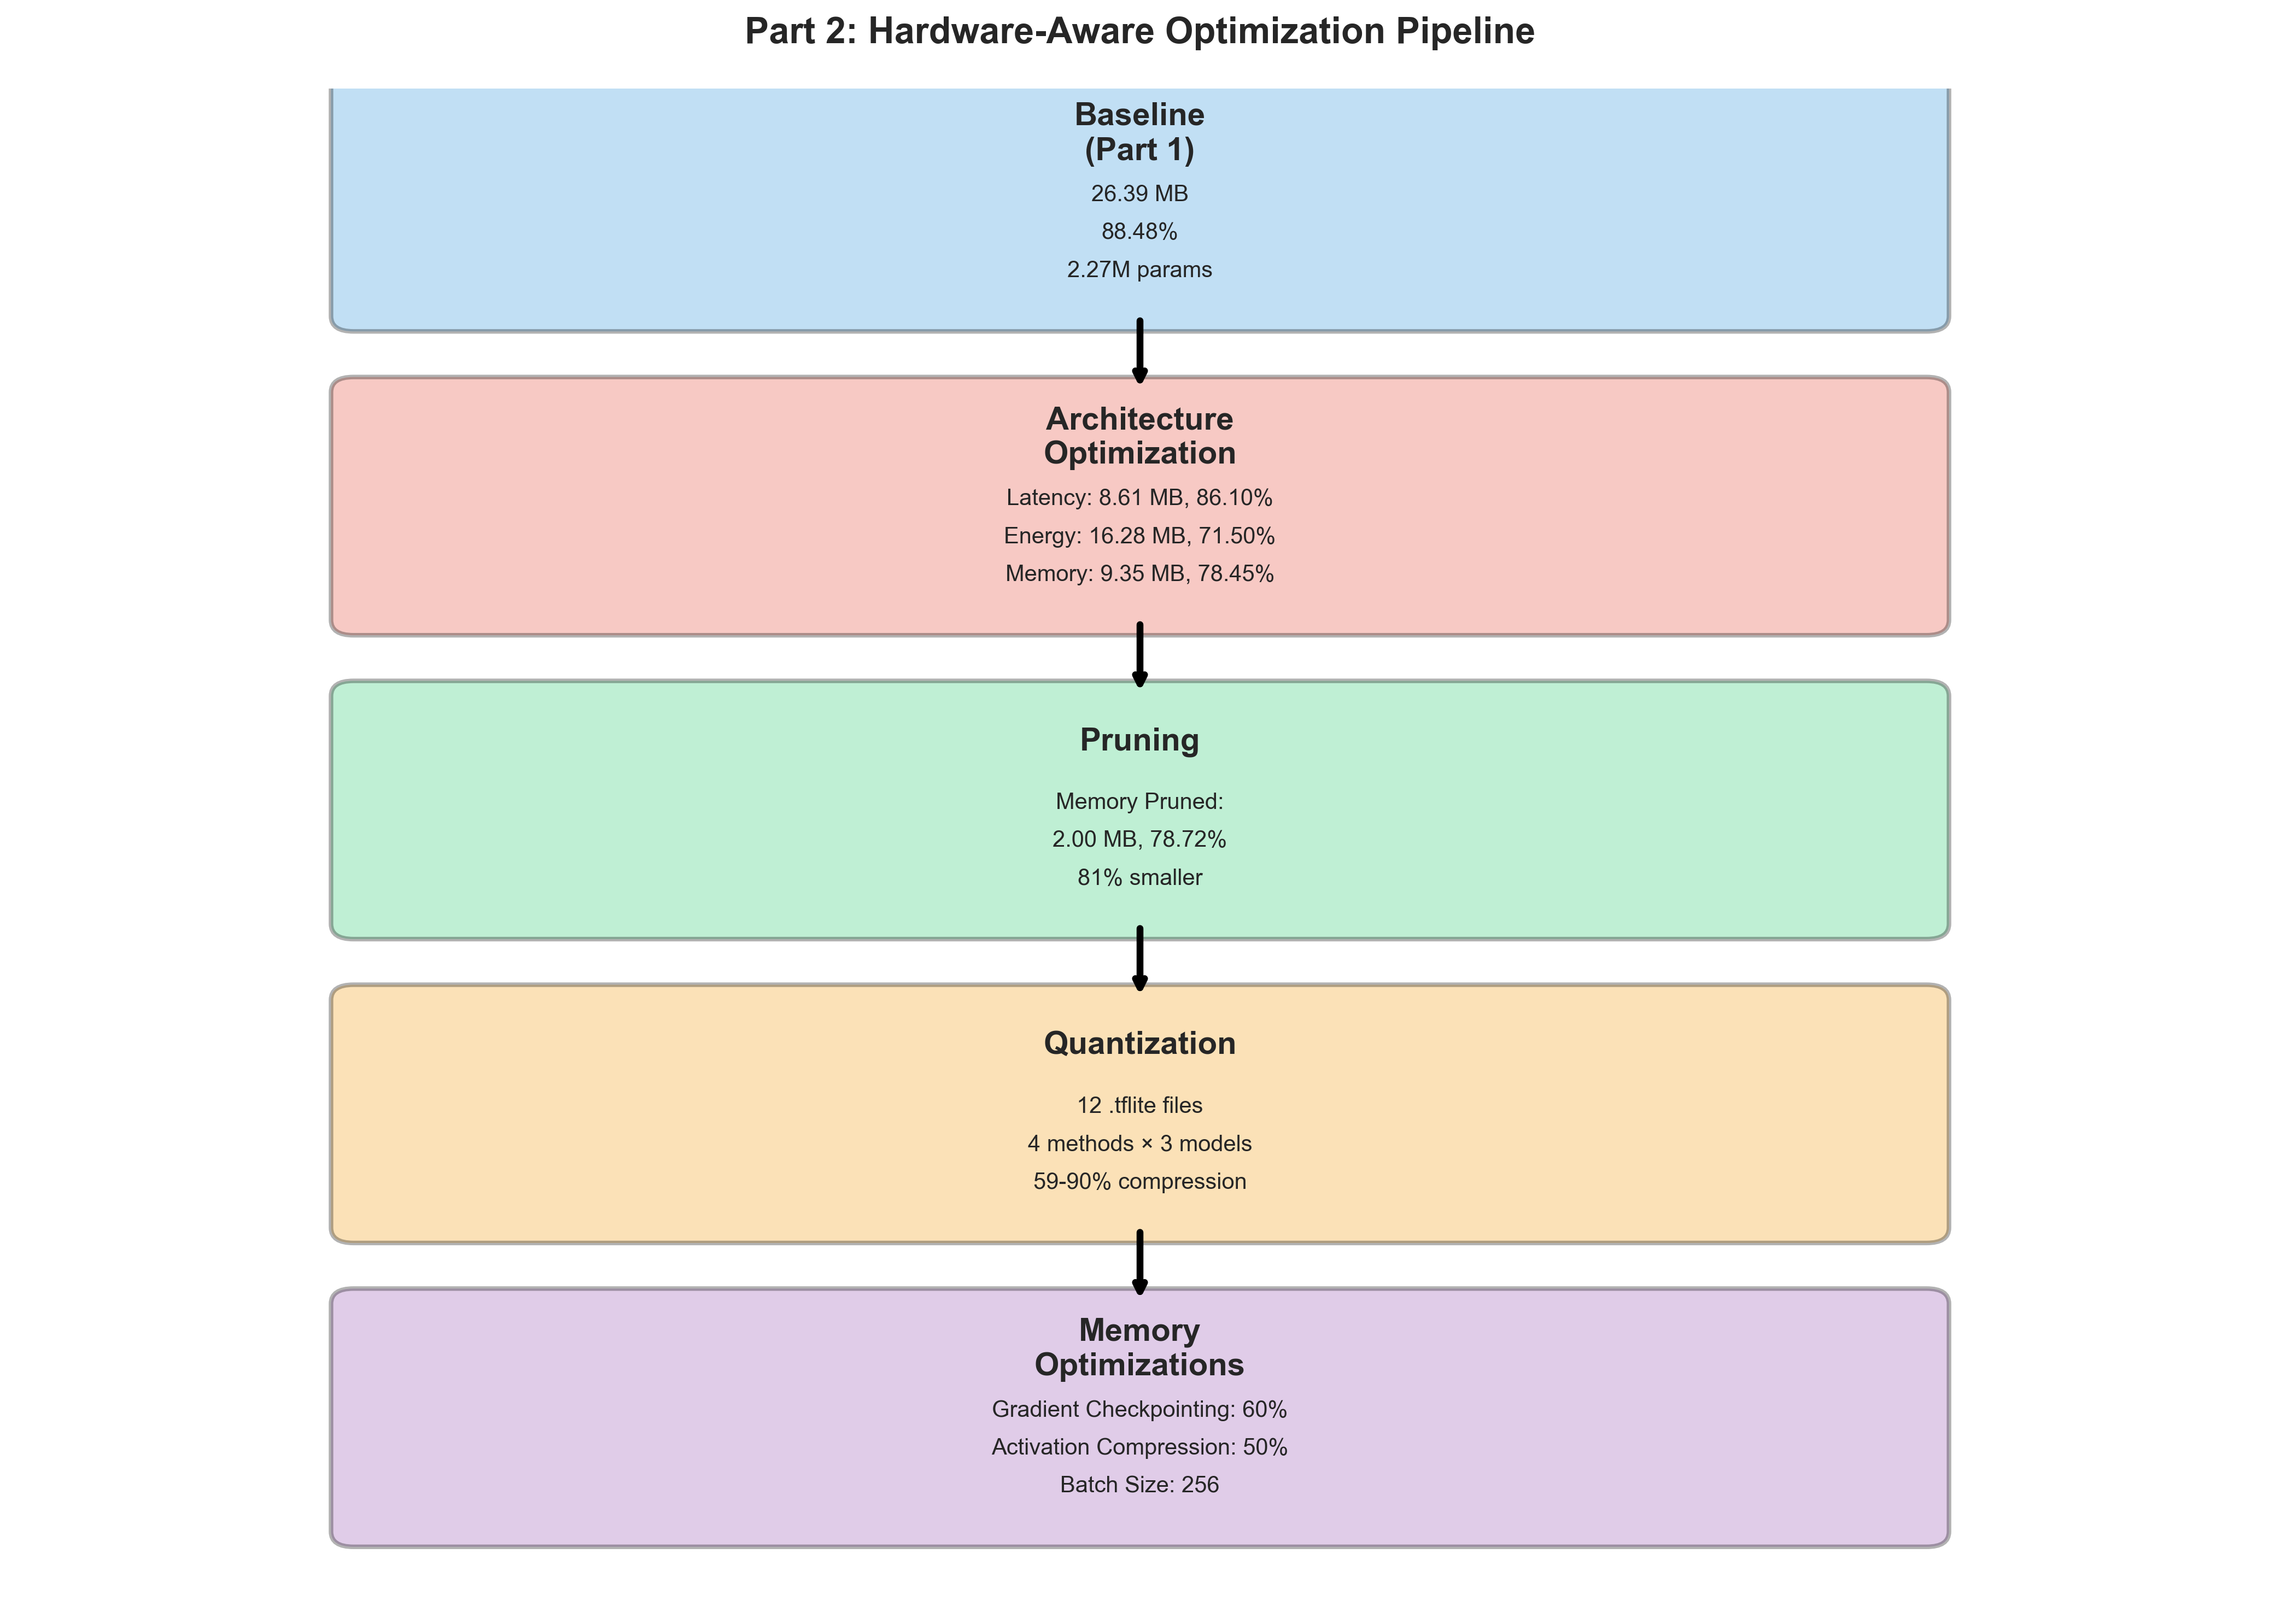 Part 2: Hardware-Aware Optimization Pipeline
Baseline
(Part 1)
26.39 MB
88.48%
2.27M params
Architecture
Optimization
Latency: 8.61 MB, 86.10%
Energy: 16.28 MB, 71.50%
Memory: 9.35 MB, 78.45%
Pruning
Memory Pruned:
2.00 MB, 78.72%
81% smaller
Quantization
12 .tflite files
4 methods × 3 models
59-90% compression
Memory
Optimizations
Gradient Checkpointing: 60%
Activation Compression: 50%
Batch Size: 256